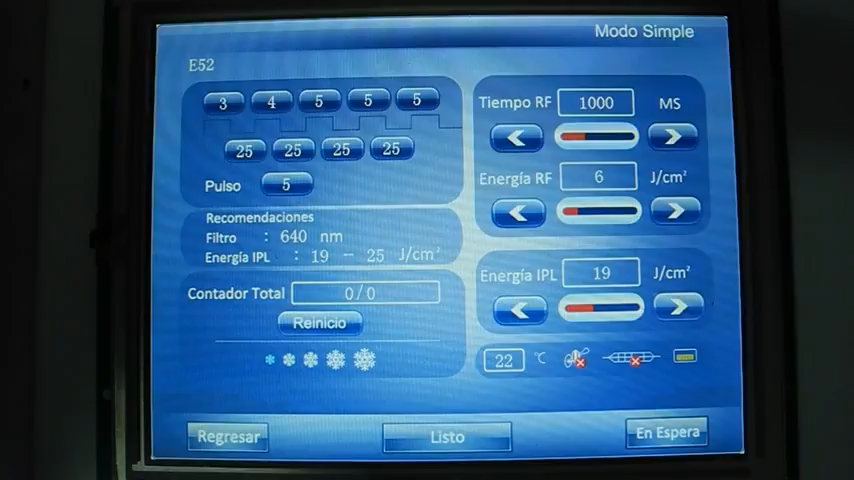 Modo Simple
E52
3 4 5 5 5
25 25 25 25
Pulso 5
Recomendaciones
Filtro : 640 nm
Energía IPL : 19 - 25 J/cm²
Contador Total 0/0
Reinicio
Tiempo RF 1000 MS
Energía RF 6 J/cm²
Energía IPL 19 J/cm²
22 °C
Regresar
Listo
En Espera